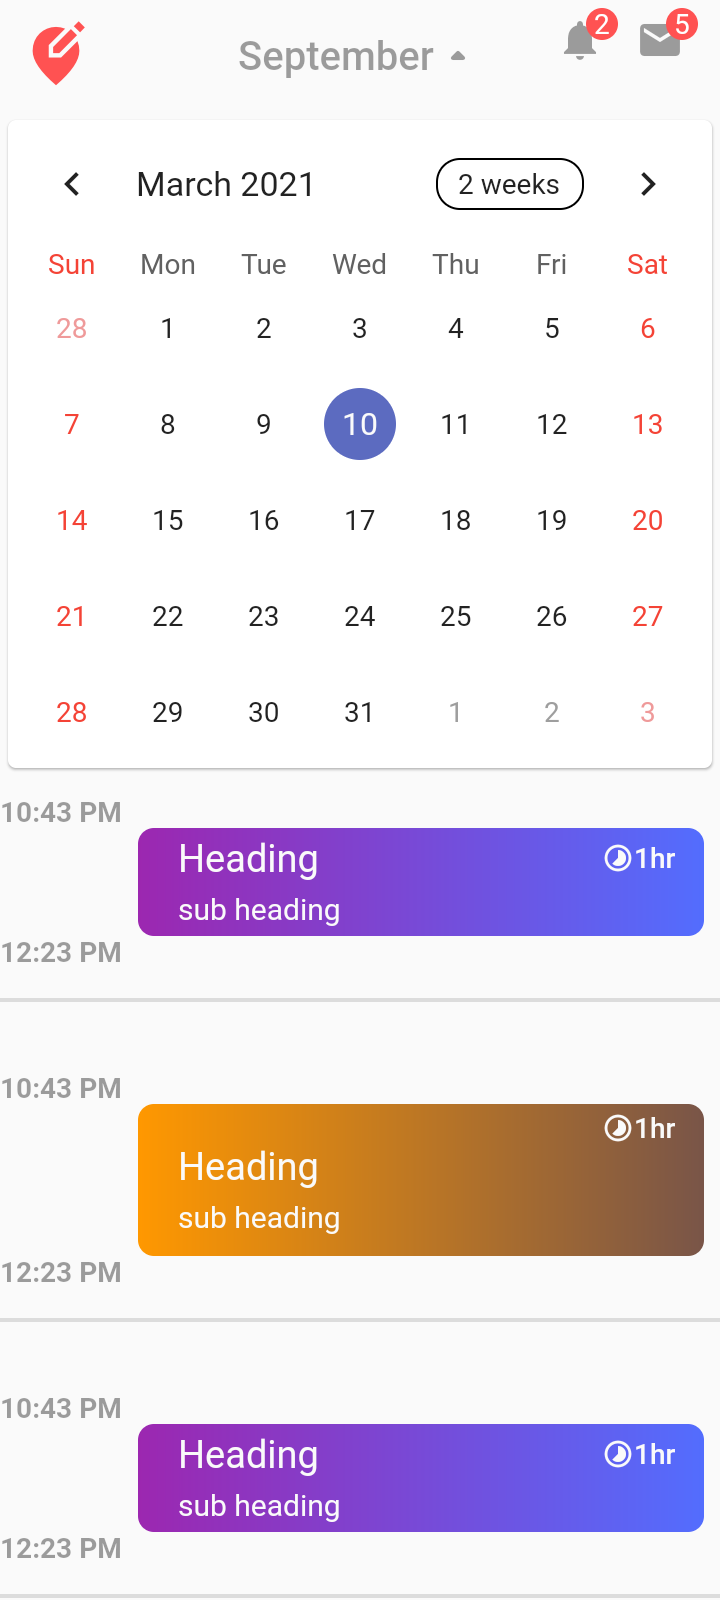 September
2
5
March 2021
2 weeks
Sun Mon Tue Wed Thu Fri Sat
28 1 2 3 4 5 6
7 8 9 10 11 12 13
14 15 16 17 18 19 20
21 22 23 24 25 26 27
28 29 30 31 1 2 3
10:43 PM
Heading
1hr
sub heading
12:23 PM
10:43 PM
1hr
Heading
sub heading
12:23 PM
10:43 PM
Heading
1hr
sub heading
12:23 PM